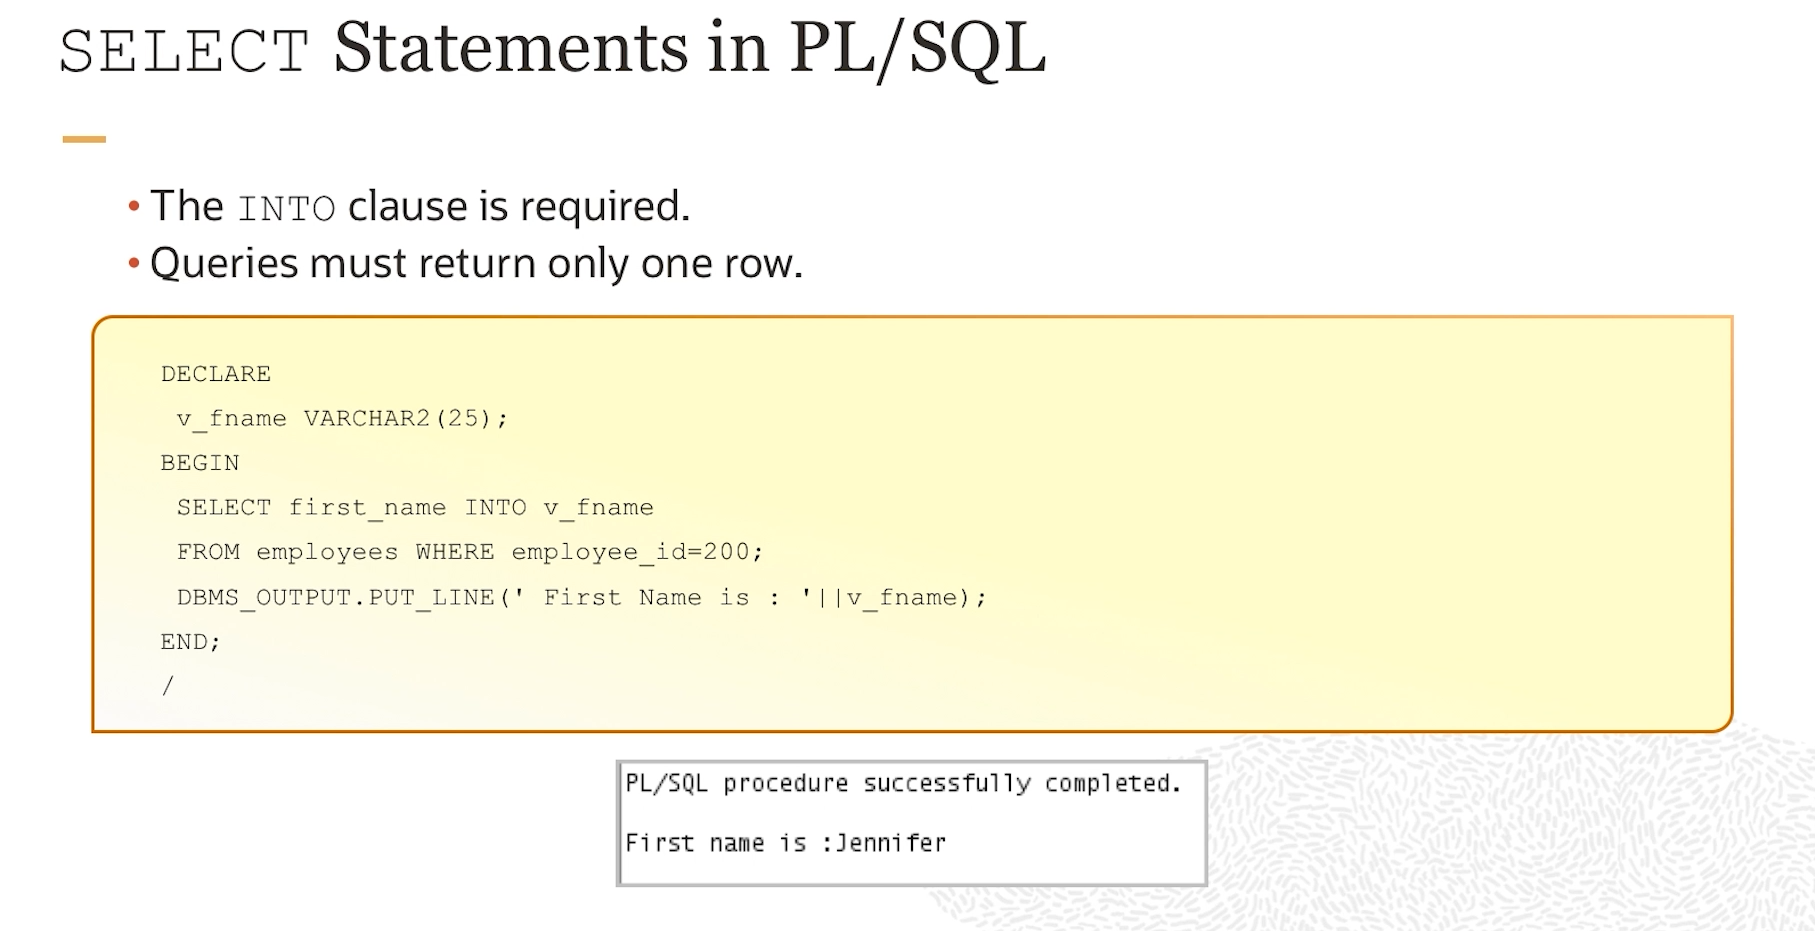 SELECT Statements in PL/SQL
• The INTO clause is required.
• Queries must return only one row.
DECLARE
v_fname VARCHAR2(25);
BEGIN
SELECT first_name INTO v_fname
FROM employees WHERE employee_id=200;
DBMS_OUTPUT.PUT_LINE(' First Name is : '||v_fname);
END;
/
PL/SQL procedure successfully completed.
First name is :Jennifer